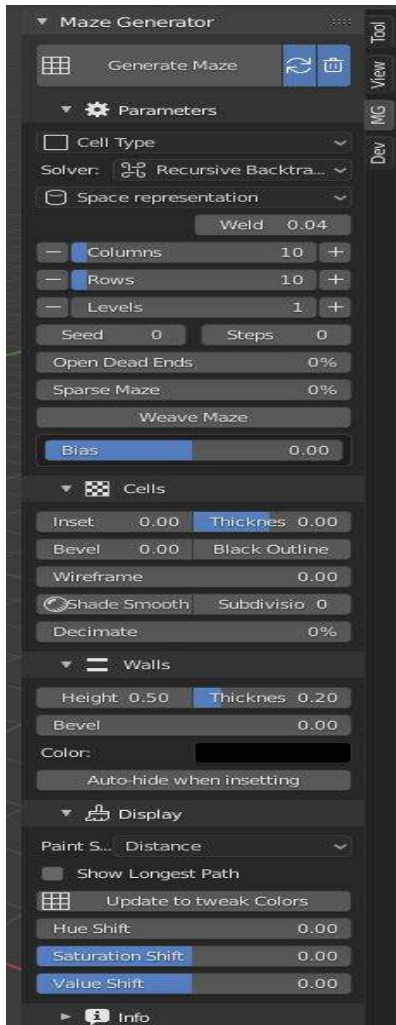 Maze Generator
Tool
Generate Maze
View
Parameters
MG
Cell Type
Dev
Solver: Recursive Backtra...
Space representation
Weld 0.04
Columns 10
Rows 10
Levels 1
Seed 0 Steps 0
Open Dead Ends 0%
Sparse Maze 0%
Weave Maze
Bias 0.00
Cells
Inset 0.00 Thicknes 0.00
Bevel 0.00 Black Outline
Wireframe 0.00
Shade Smooth Subdivisio 0
Decimate 0%
Walls
Height 0.50 Thicknes 0.20
Bevel 0.00
Color:
Auto-hide when insetting
Display
Paint S... Distance
Show Longest Path
Update to tweak Colors
Hue Shift 0.00
Saturation Shift 0.00
Value Shift 0.00
Info